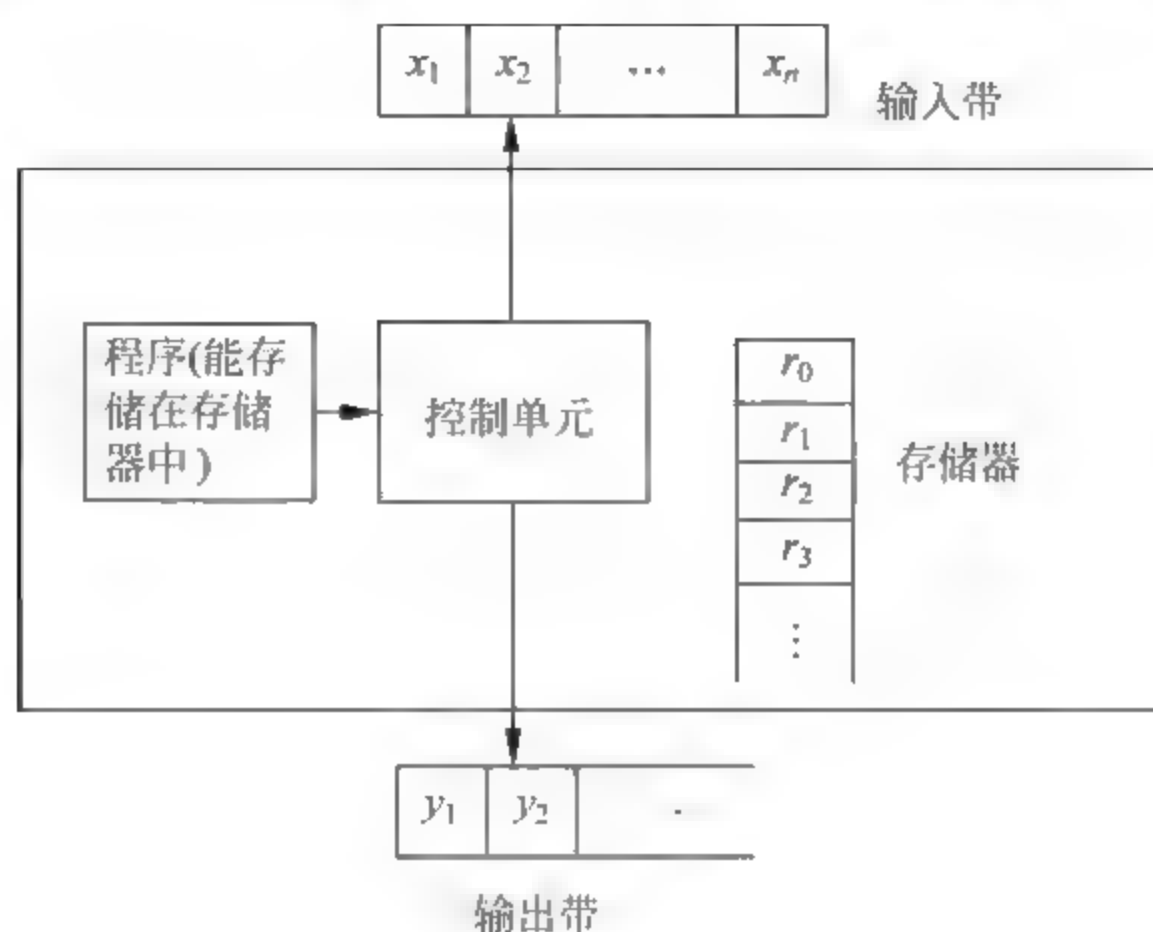 x₁ x₂ … xₙ
输入带
程序(能存
储在存储
器中)
控制单元
r₀
r₁
r₂
r₃
⋮
存储器
y₁ y₂ ·
输出带